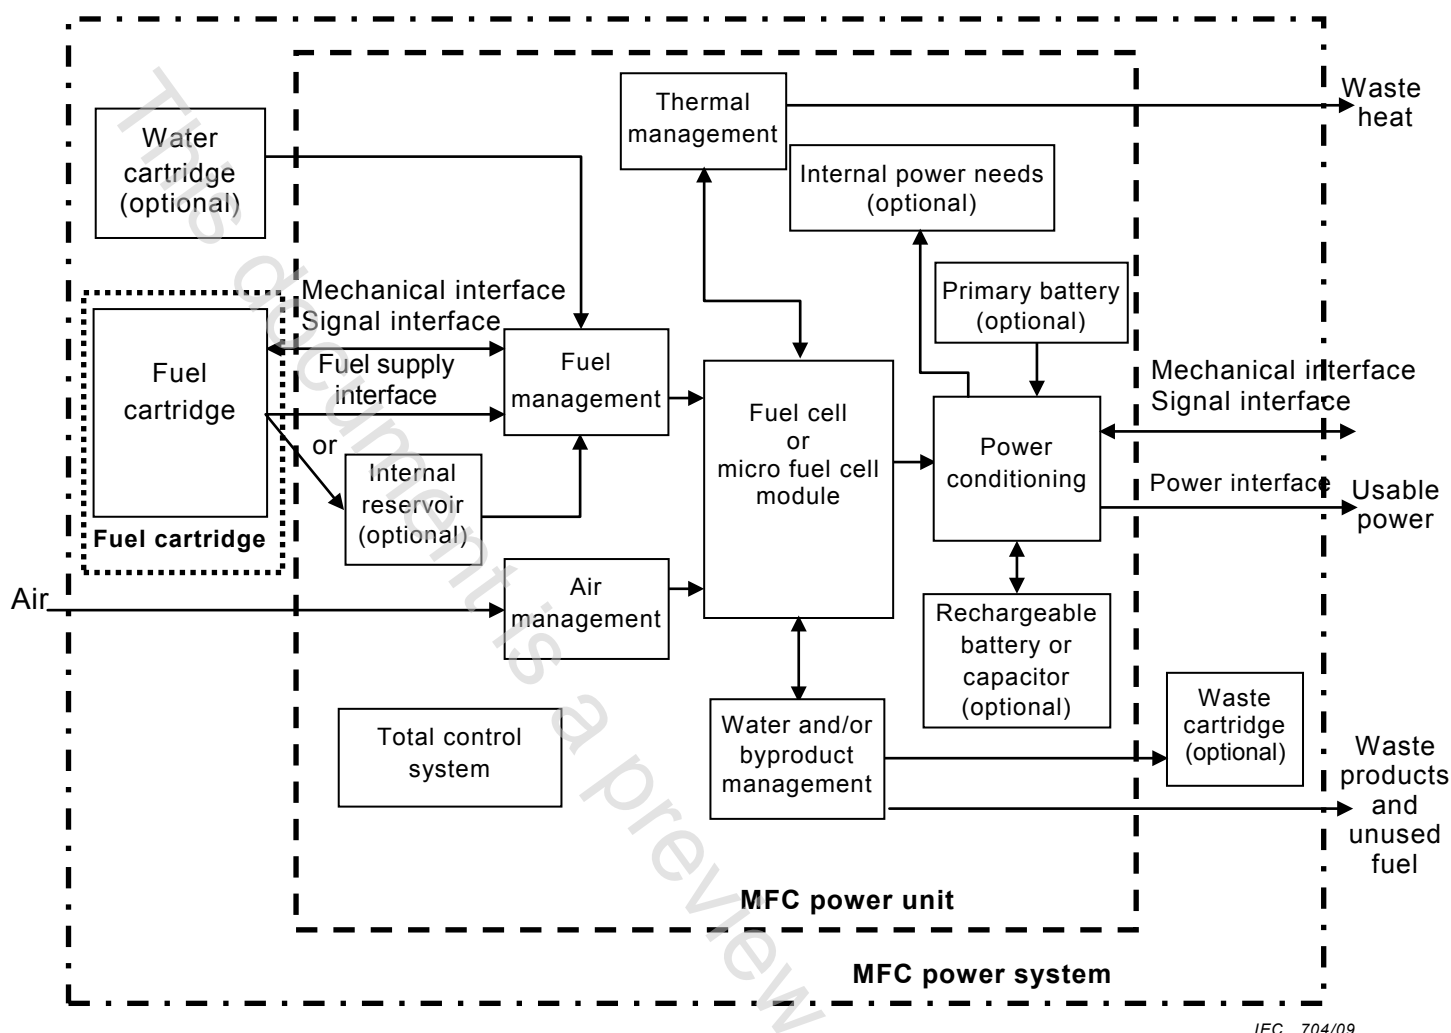 Waste
heat
Thermal
management
Water
cartridge
(optional)
Internal power needs
(optional)
Mechanical interface
Signal interface
Primary battery
(optional)
Fuel
cartridge
Fuel supply
interface
Fuel
management
Mechanical interface
Signal interface
Fuel cell
or
micro fuel cell
module
Power
conditioning
or
Internal
reservoir
(optional)
Power interface
Usable
power
Fuel cartridge
Air
Air
management
Rechargeable
battery or
capacitor
(optional)
Total control
system
Water and/or
byproduct
management
Waste
cartridge
(optional)
Waste
products
and
unused
fuel
MFC power unit
MFC power system
IEC 704/09
This document is a preview